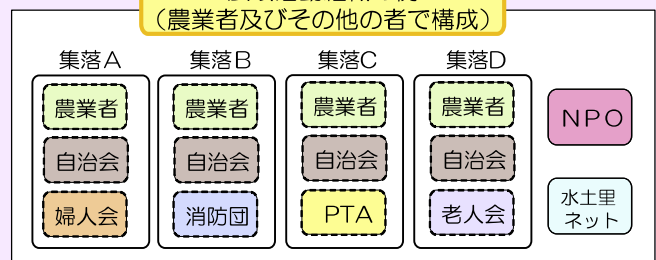 （農業者及びその他の者で構成）
集落A 集落B 集落C 集落D
農業者 農業者 農業者 農業者
NPO
自治会 自治会 自治会 自治会
婦人会 消防団 PTA 老人会
水土里
ネット